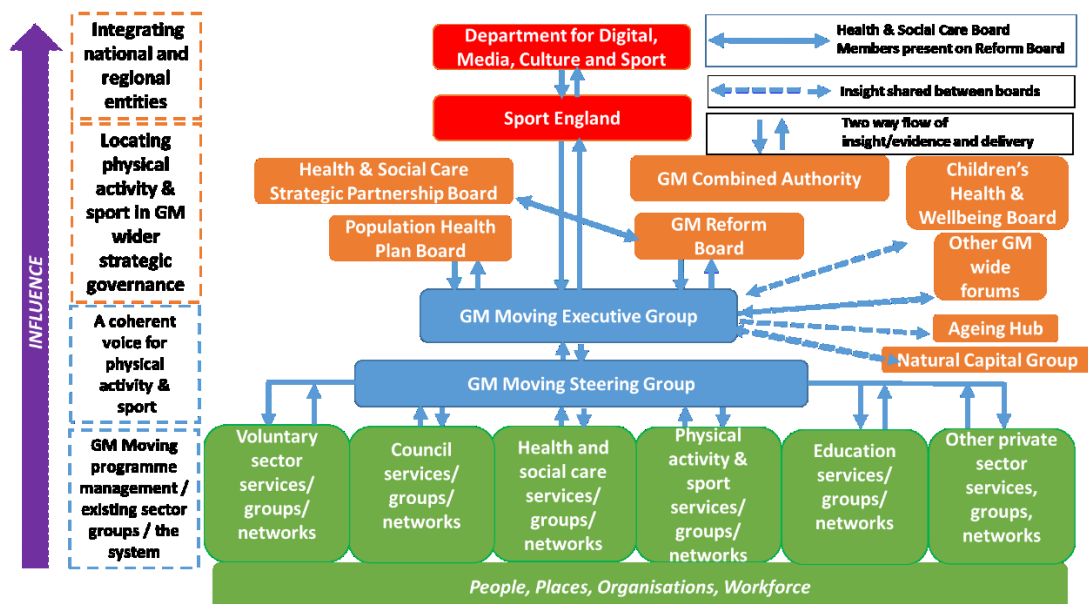 INFLUENCE
Integrating
national and
regional
entities
Locating
physical
activity &
sport in GM
wider
strategic
governance
A coherent
voice for
physical
activity &
sport
GM Moving
programme
management /
existing sector
groups / the
system
Department for Digital,
Media, Culture and Sport
Sport England
Health & Social Care Board
Members present on Reform Board
Insight shared between boards
Two way flow of
insight/evidence and delivery
Health & Social Care
Strategic Partnership Board
GM Combined Authority
Children's
Health &
Wellbeing Board
Population Health
Plan Board
GM Reform
Board
Other GM
wide
forums
GM Moving Executive Group
Ageing Hub
Natural Capital Group
GM Moving Steering Group
Voluntary
sector
services/
groups/
networks
Council
services/
groups/
networks
Health and
social care
services/
groups/
networks
Physical
activity &
sport
services/
groups/
networks
Education
services/
groups/
networks
Other private
sector
services,
groups,
networks
People, Places, Organisations, Workforce